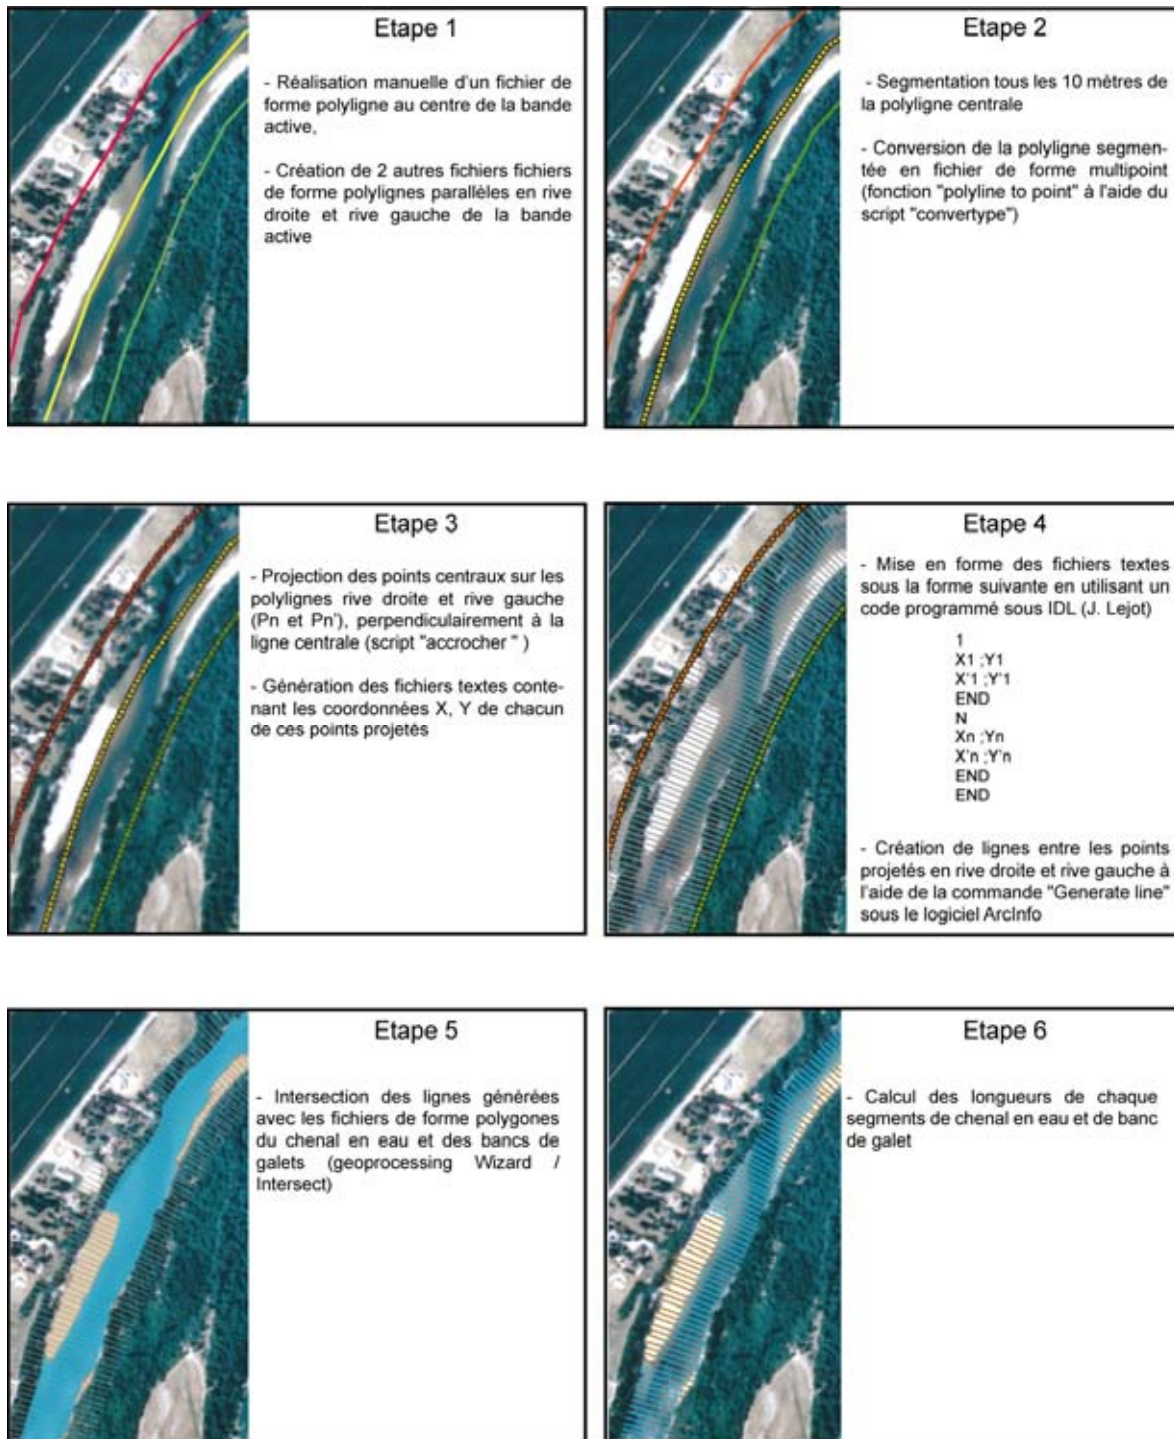 Etape 1
- Réalisation manuelle d'un fichier de
forme polyligne au centre de la bande
active,
- Création de 2 autres fichiers fichiers
de forme polylignes parallèles en rive
droite et rive gauche de la bande
active
Etape 2
- Segmentation tous les 10 mètres de
la polyligne centrale
- Conversion de la polyligne segmen-
tée en fichier de forme multipoint
(fonction "polyline to point" à l'aide du
script "convertype")
Etape 3
- Projection des points centraux sur les
polylignes rive droite et rive gauche
(Pn et Pn'), perpendiculairement à la
ligne centrale (script "accrocher " )
- Génération des fichiers textes conte-
nant les coordonnées X, Y de chacun
de ces points projetés
Etape 4
- Mise en forme des fichiers textes
sous la forme suivante en utilisant un
code programmé sous IDL (J. Lejot)
1
X1 ;Y1
X'1 ;Y'1
END
N
Xn ;Yn
X'n ;Y'n
END
END
- Création de lignes entre les points
projetés en rive droite et rive gauche à
l'aide de la commande "Generate line"
sous le logiciel ArcInfo
Etape 5
- Intersection des lignes générées
avec les fichiers de forme polygones
du chenal en eau et des bancs de
galets (geoprocessing Wizard /
Intersect)
Etape 6
- Calcul des longueurs de chaque
segments de chenal en eau et de banc
de galet